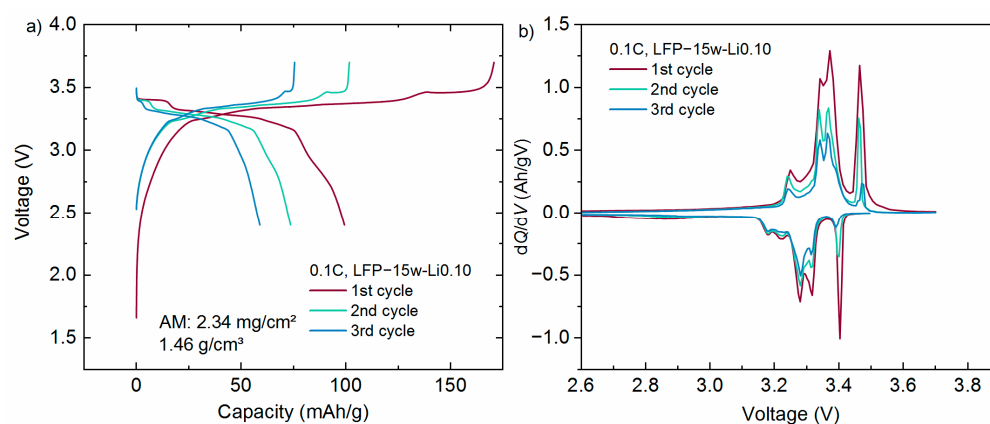 a)
4.0
3.5
3.0
2.5
2.0
1.5
Voltage (V)
0.1C, LFP−15w-Li0.10
1st cycle
2nd cycle
3rd cycle
AM: 2.34 mg/cm²
1.46 g/cm³
0 50 100 150
Capacity (mAh/g)
b)
1.5
1.0
0.5
0.0
−0.5
−1.0
dQ/dV (Ah/gV)
0.1C, LFP−15w-Li0.10
1st cycle
2nd cycle
3rd cycle
2.6 3.0 3.2 3.4 3.6 3.8
Voltage (V)